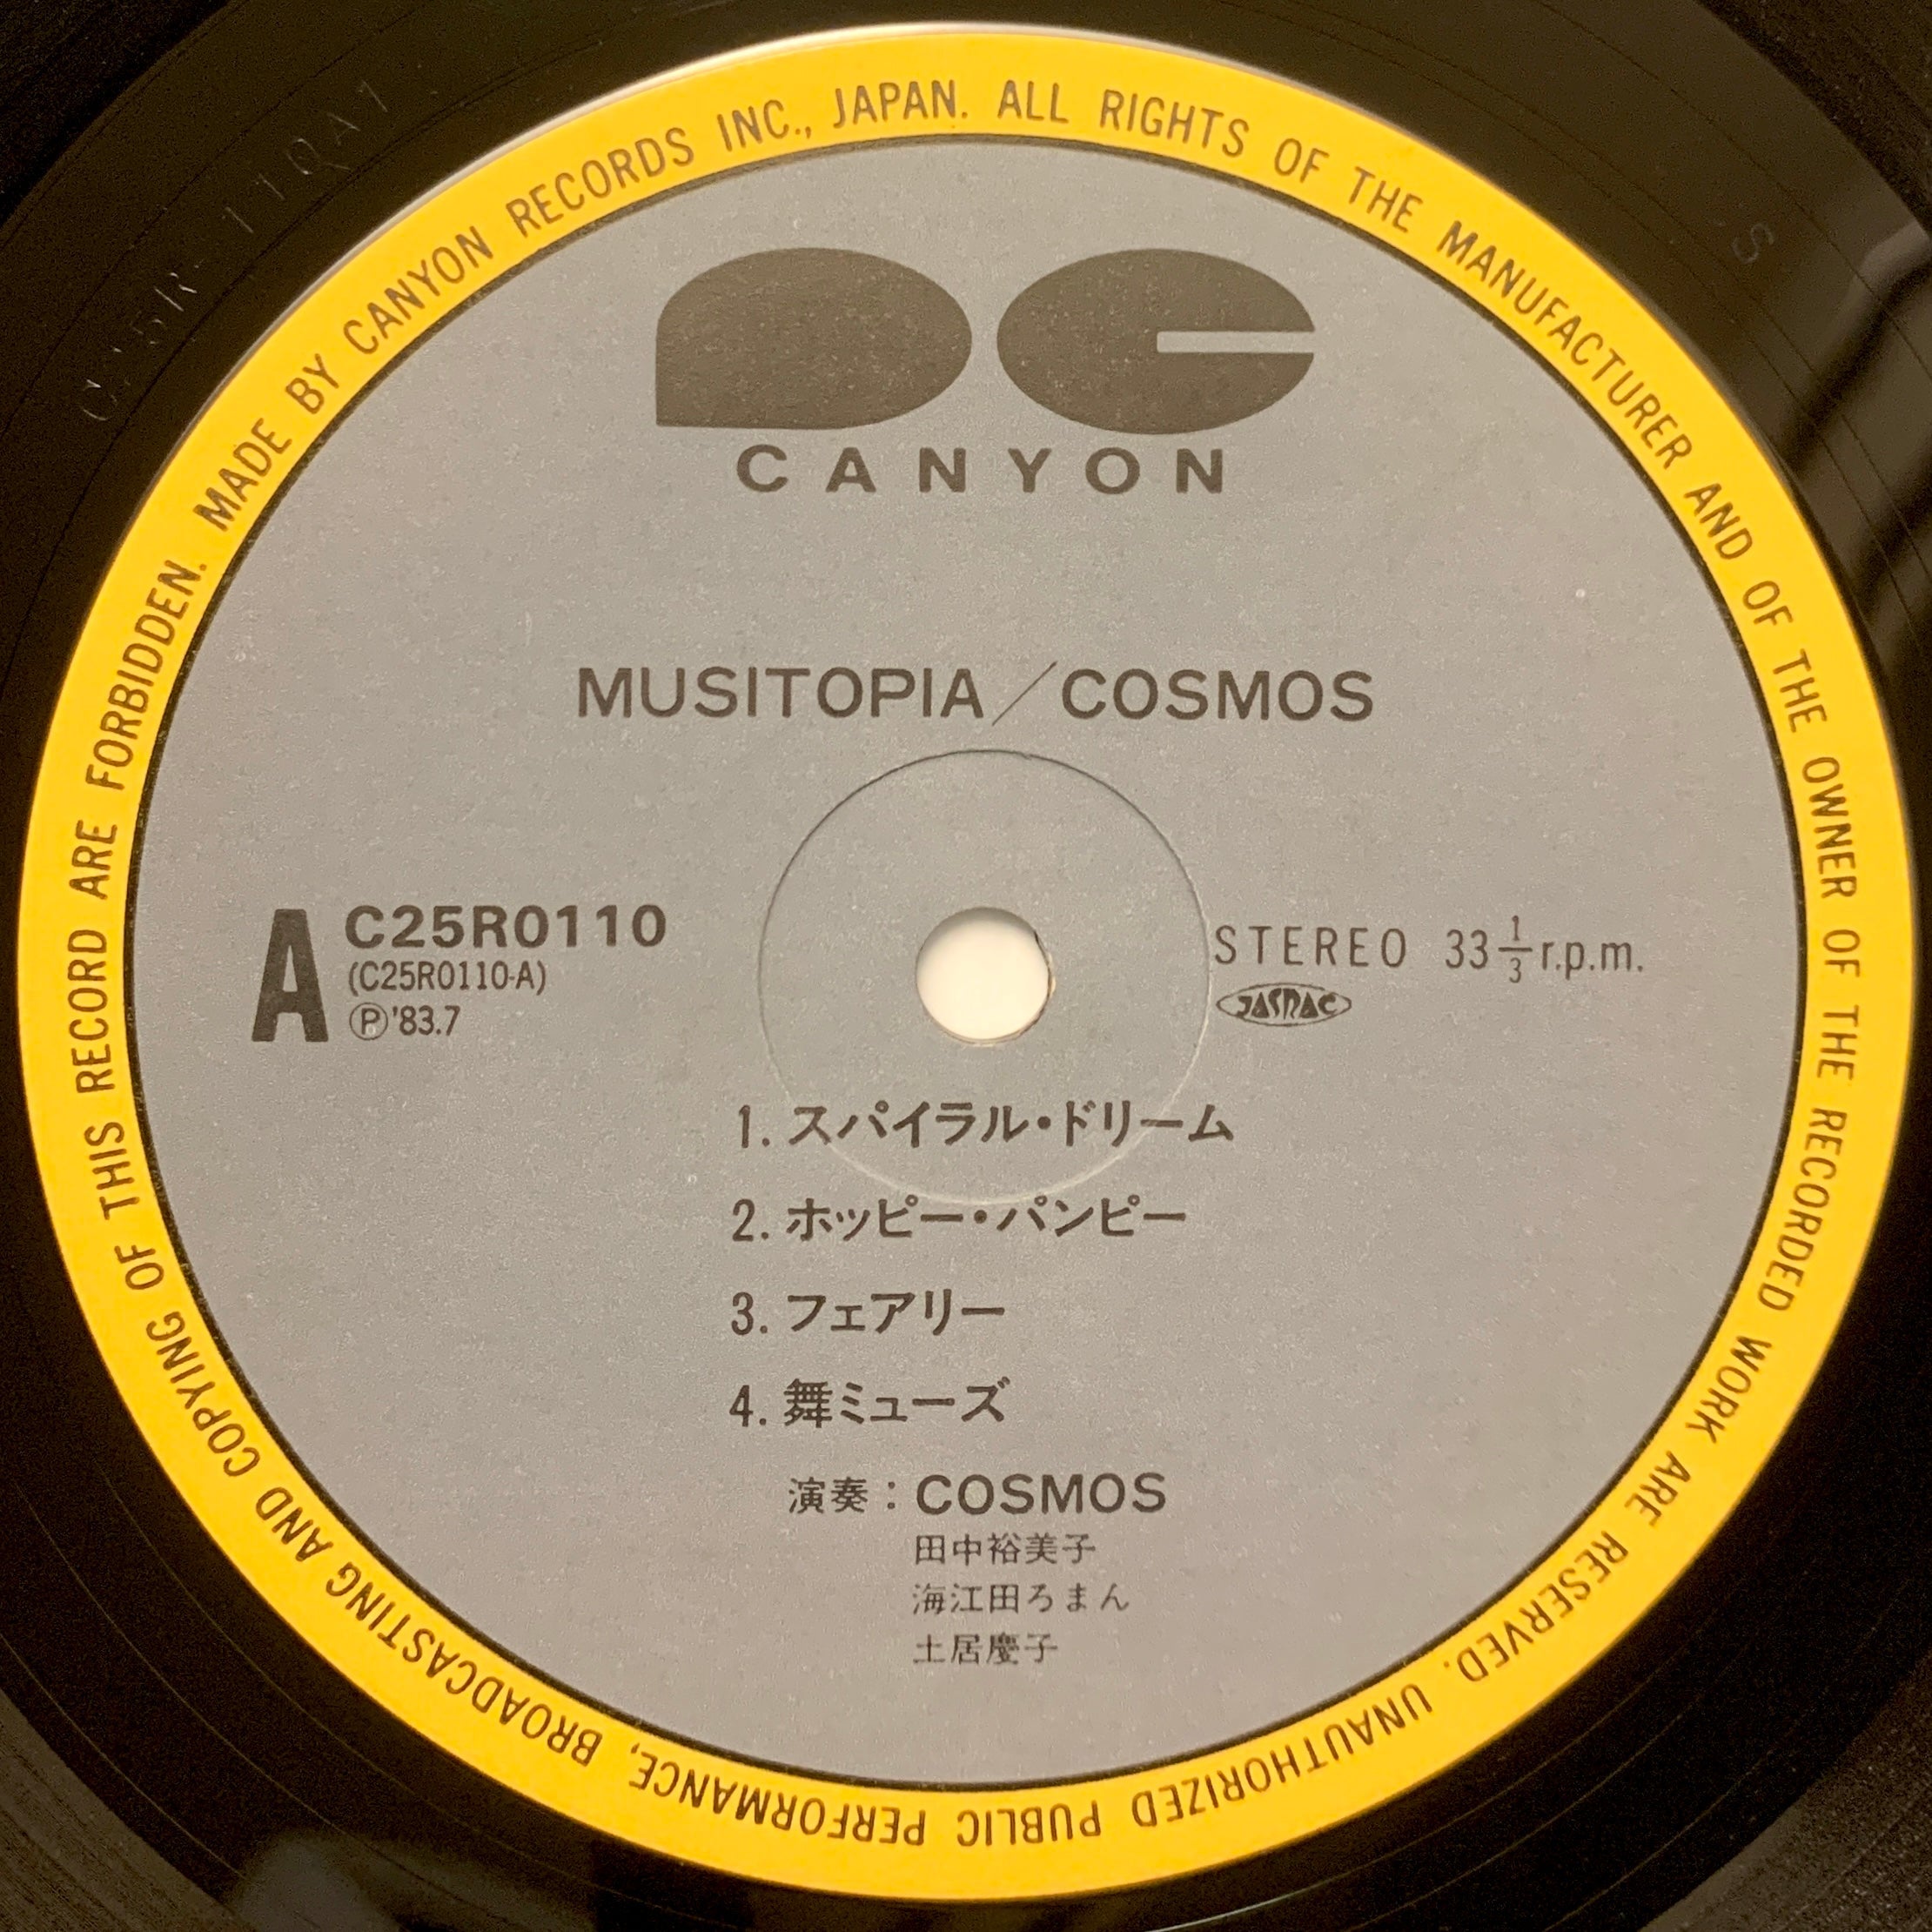 MADE BY CANYON RECORDS INC., JAPAN. ALL RIGHTS OF THE MANUFACTURER AND OF THE OWNER OF THE RECORDED WORK ARE RESERVED. UNAUTHORIZED PUBLIC PERFORMANCE, BROADCASTING AND COPYING OF THIS RECORD ARE FORBIDDEN.
CANYON
MUSITOPIA／COSMOS
A
C25R0110
(C25R0110-A)
Ⓟ'83.7
STEREO 33 1/3 r.p.m.
JASRAC
1. スパイラル・ドリーム
2. ホッピー・パンピー
3. フェアリー
4. 舞ミューズ
演奏：COSMOS
田中裕美子
海江田ろまん
土居慶子
S